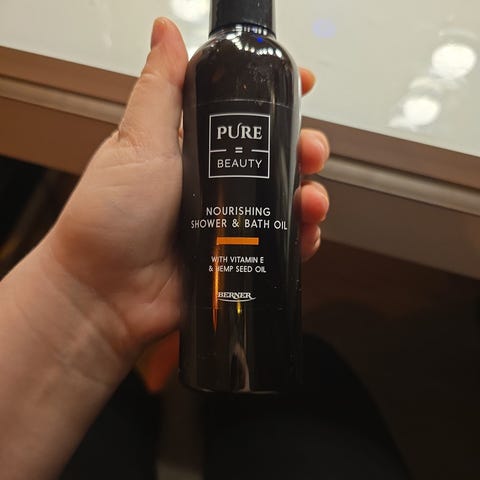 PURE
=
BEAUTY
NOURISHING
SHOWER & BATH OIL
WITH VITAMIN E
& HEMP SEED OIL
BERNER